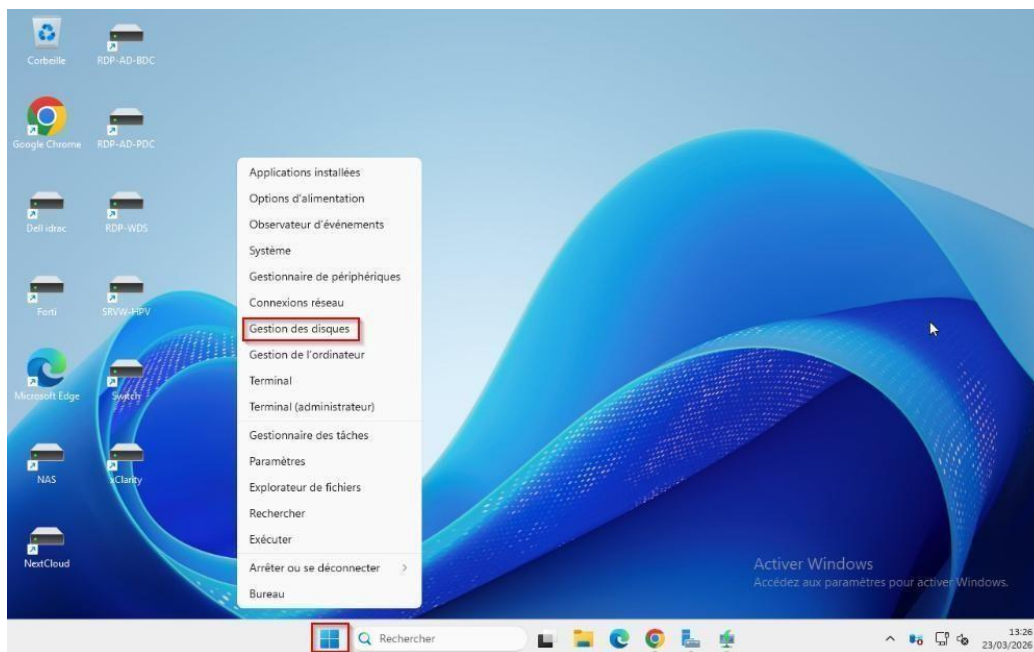 Corbeille
RDP-AD-BDC
Google Chrome
RDP-AD-PDC
Dell idrac
RDP-WDS
Forti
SRVW-HPV
Microsoft Edge
Switch
NAS
xClarity
NextCloud
Applications installées
Options d'alimentation
Observateur d'événements
Système
Gestionnaire de périphériques
Connexions réseau
Gestion des disques
Gestion de l'ordinateur
Terminal
Terminal (administrateur)
Gestionnaire des tâches
Paramètres
Explorateur de fichiers
Rechercher
Exécuter
Arrêter ou se déconnecter
Bureau
Activer Windows
Accédez aux paramètres pour activer Windows.
Rechercher
13:26
23/03/2026